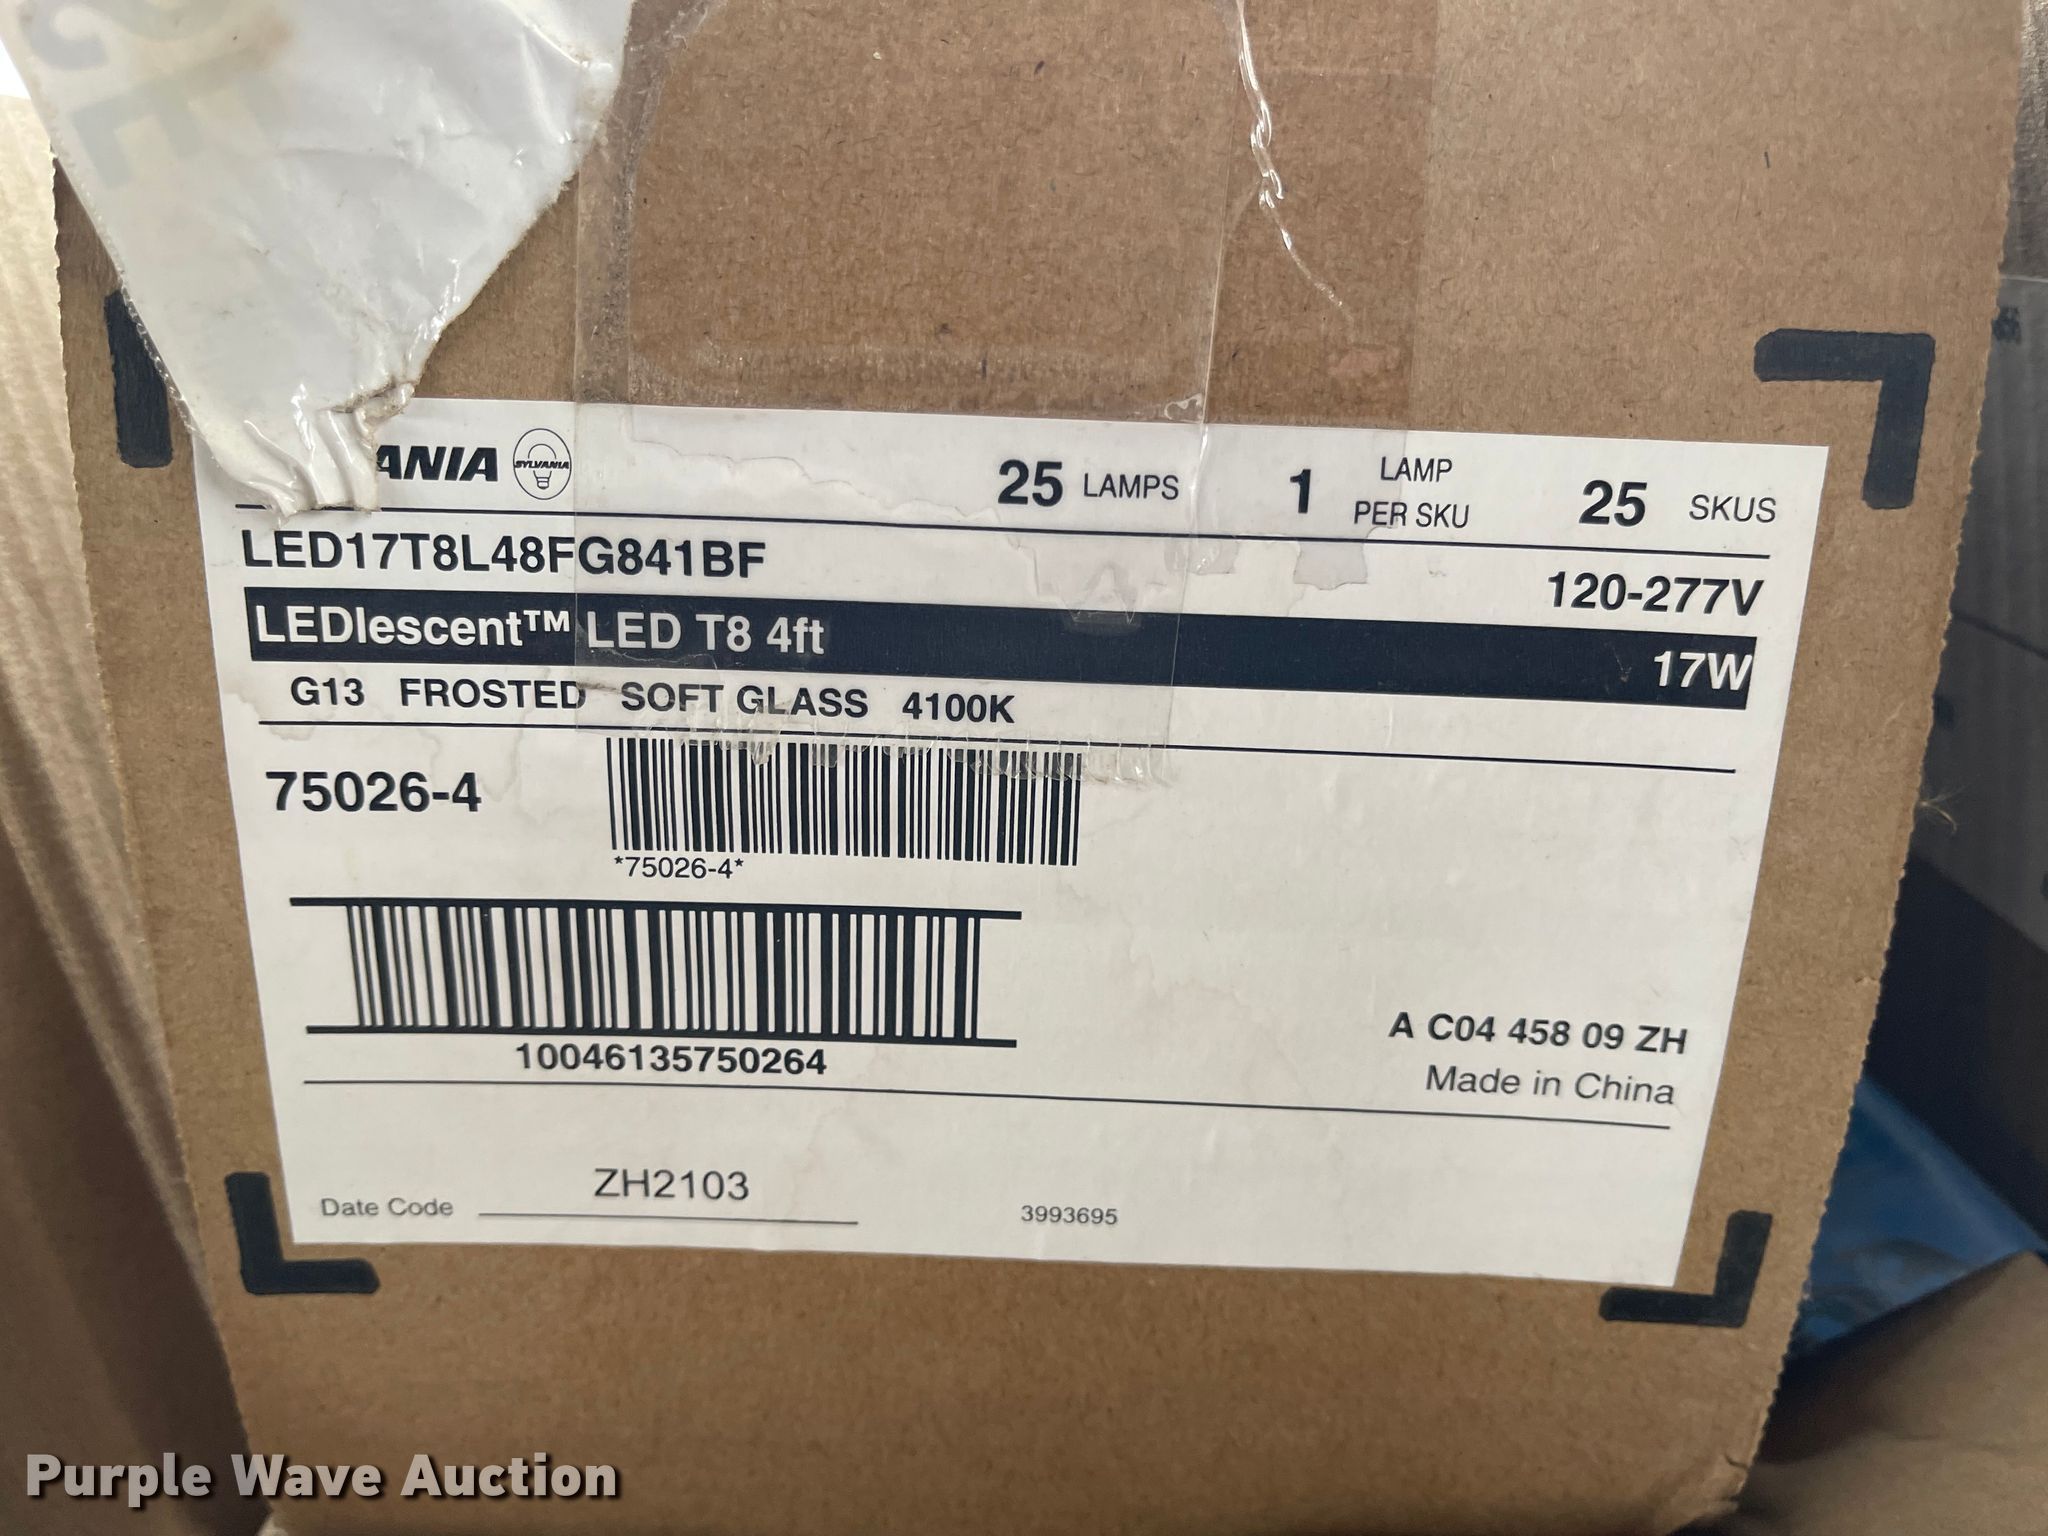 ANIA SYLVANIA 25 LAMPS 1 LAMP PER SKU 25 SKUS
LED17T8L48FG841BF 120-277V
LEDlescent™ LED T8 4ft 17W
G13 FROSTED SOFT GLASS 4100K
75026-4
*75026-4*
10046135750264
A C04 458 09 ZH
Made in China
Date Code ZH2103 3993695
Purple Wave Auction